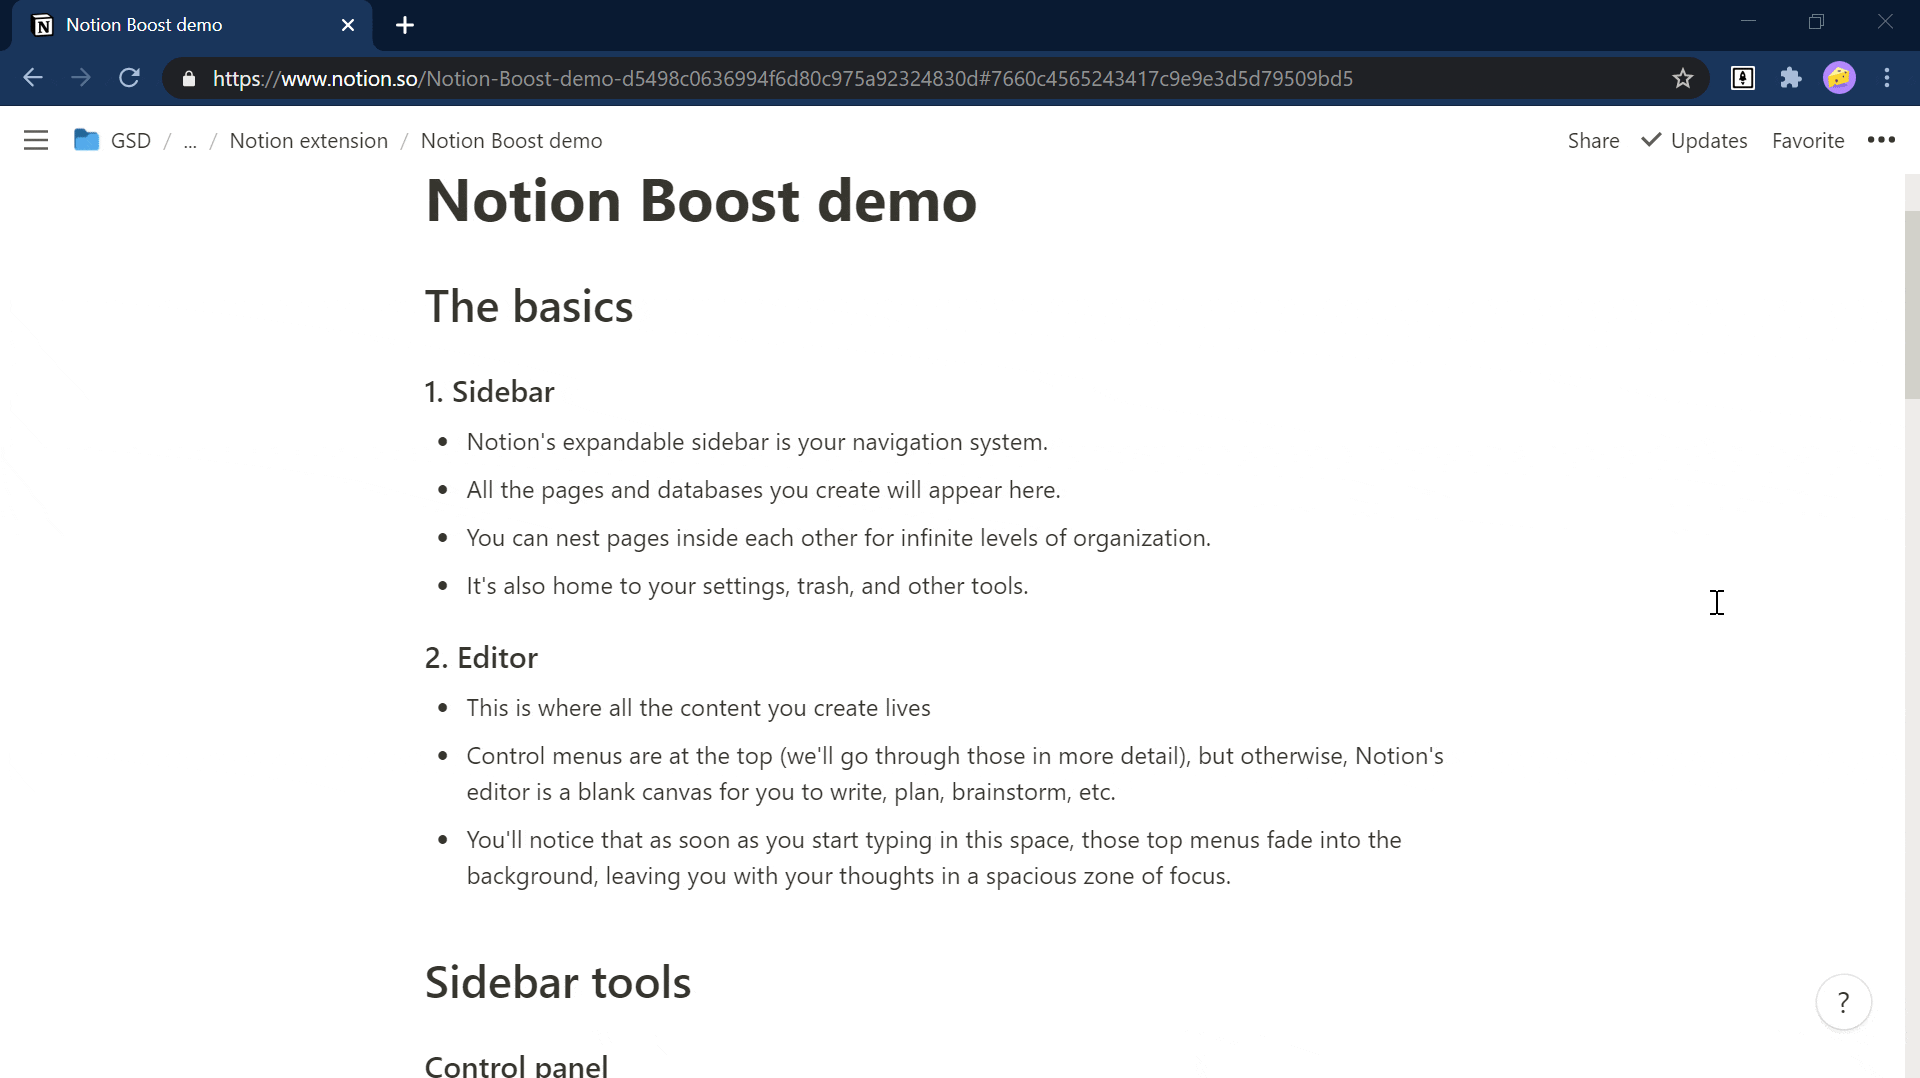 Notion Boost demo
https://www.notion.so/Notion-Boost-demo-d5498c0636994f6d80c975a92324830d#7660c4565243417c9e9e3d5d79509bd5
GSD / ... / Notion extension / Notion Boost demo
Share Updates Favorite •••
Notion Boost demo
The basics
1. Sidebar
• Notion's expandable sidebar is your navigation system.
• All the pages and databases you create will appear here.
• You can nest pages inside each other for infinite levels of organization.
• It's also home to your settings, trash, and other tools.
2. Editor
• This is where all the content you create lives
• Control menus are at the top (we'll go through those in more detail), but otherwise, Notion's
editor is a blank canvas for you to write, plan, brainstorm, etc.
• You'll notice that as soon as you start typing in this space, those top menus fade into the
background, leaving you with your thoughts in a spacious zone of focus.
Sidebar tools
?
Control panel